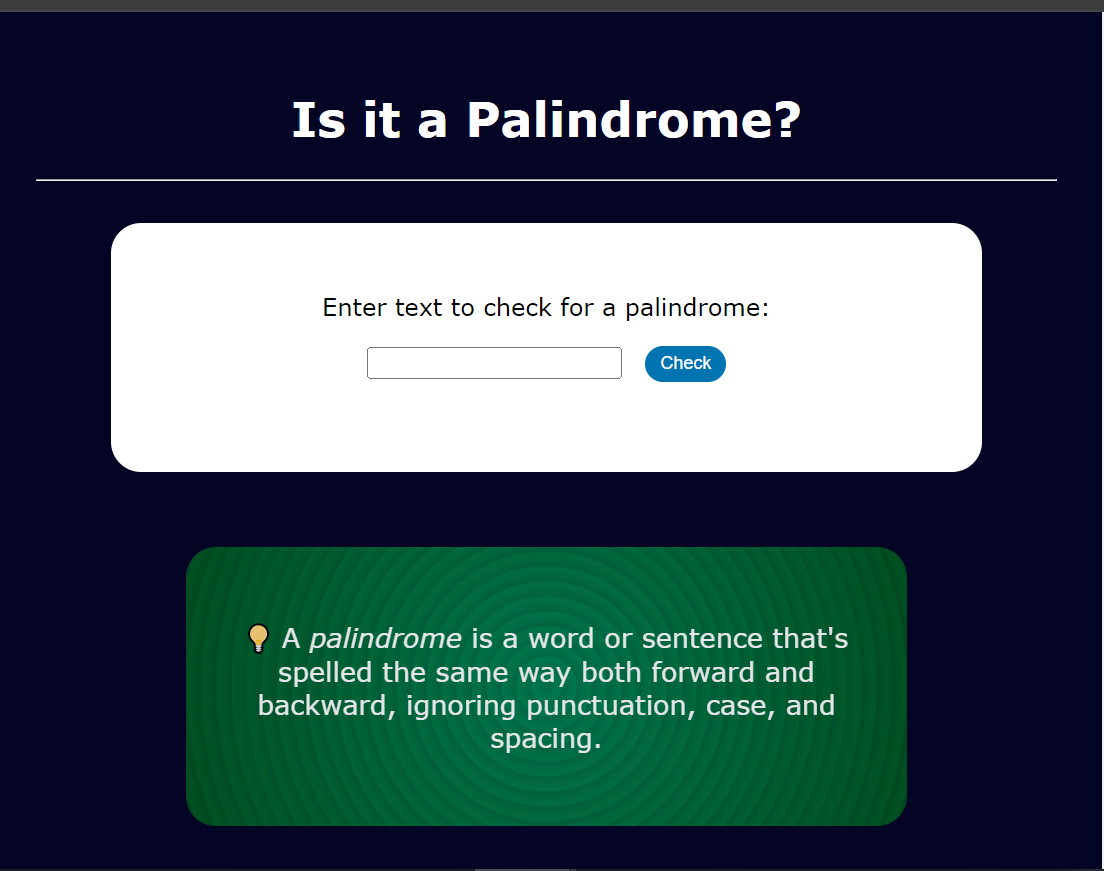 Is it a Palindrome?
Enter text to check for a palindrome:
Check
A palindrome is a word or sentence that's
spelled the same way both forward and
backward, ignoring punctuation, case, and
spacing.